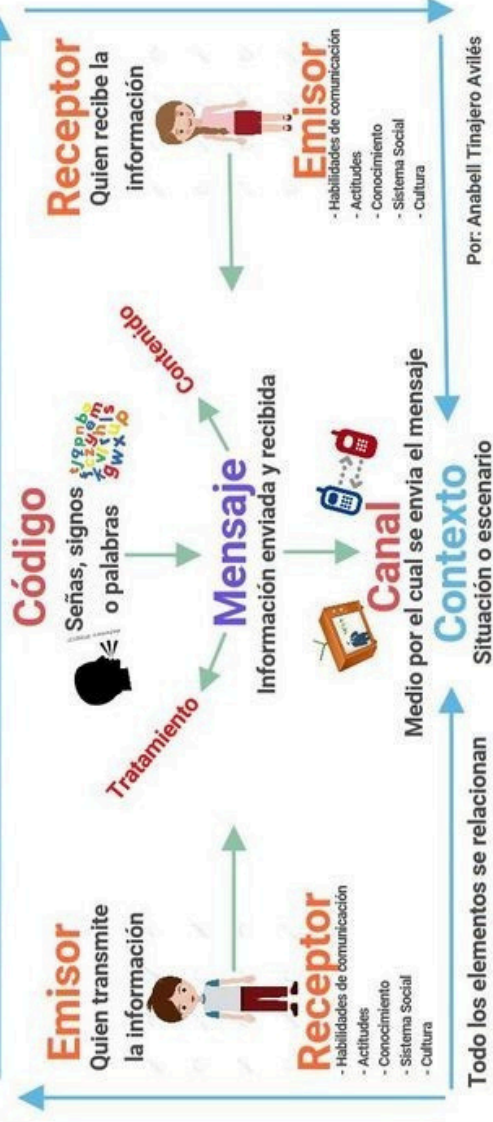 Emisor
Quien transmite
la información
Receptor
- Habilidades de comunicación
- Actitudes
- Conocimiento
- Sistema Social
- Cultura
Código
Señas, signos
o palabras
Tratamiento
Contenido
Mensaje
Información enviada y recibida
Canal
Medio por el cual se envia el mensaje
Contexto
Situación o escenario
Receptor
Quien recibe la
información
Emisor
- Habilidades de comunicación
- Actitudes
- Conocimiento
- Sistema Social
- Cultura
Todo los elementos se relacionan
Por: Anabell Tinajero Avilés